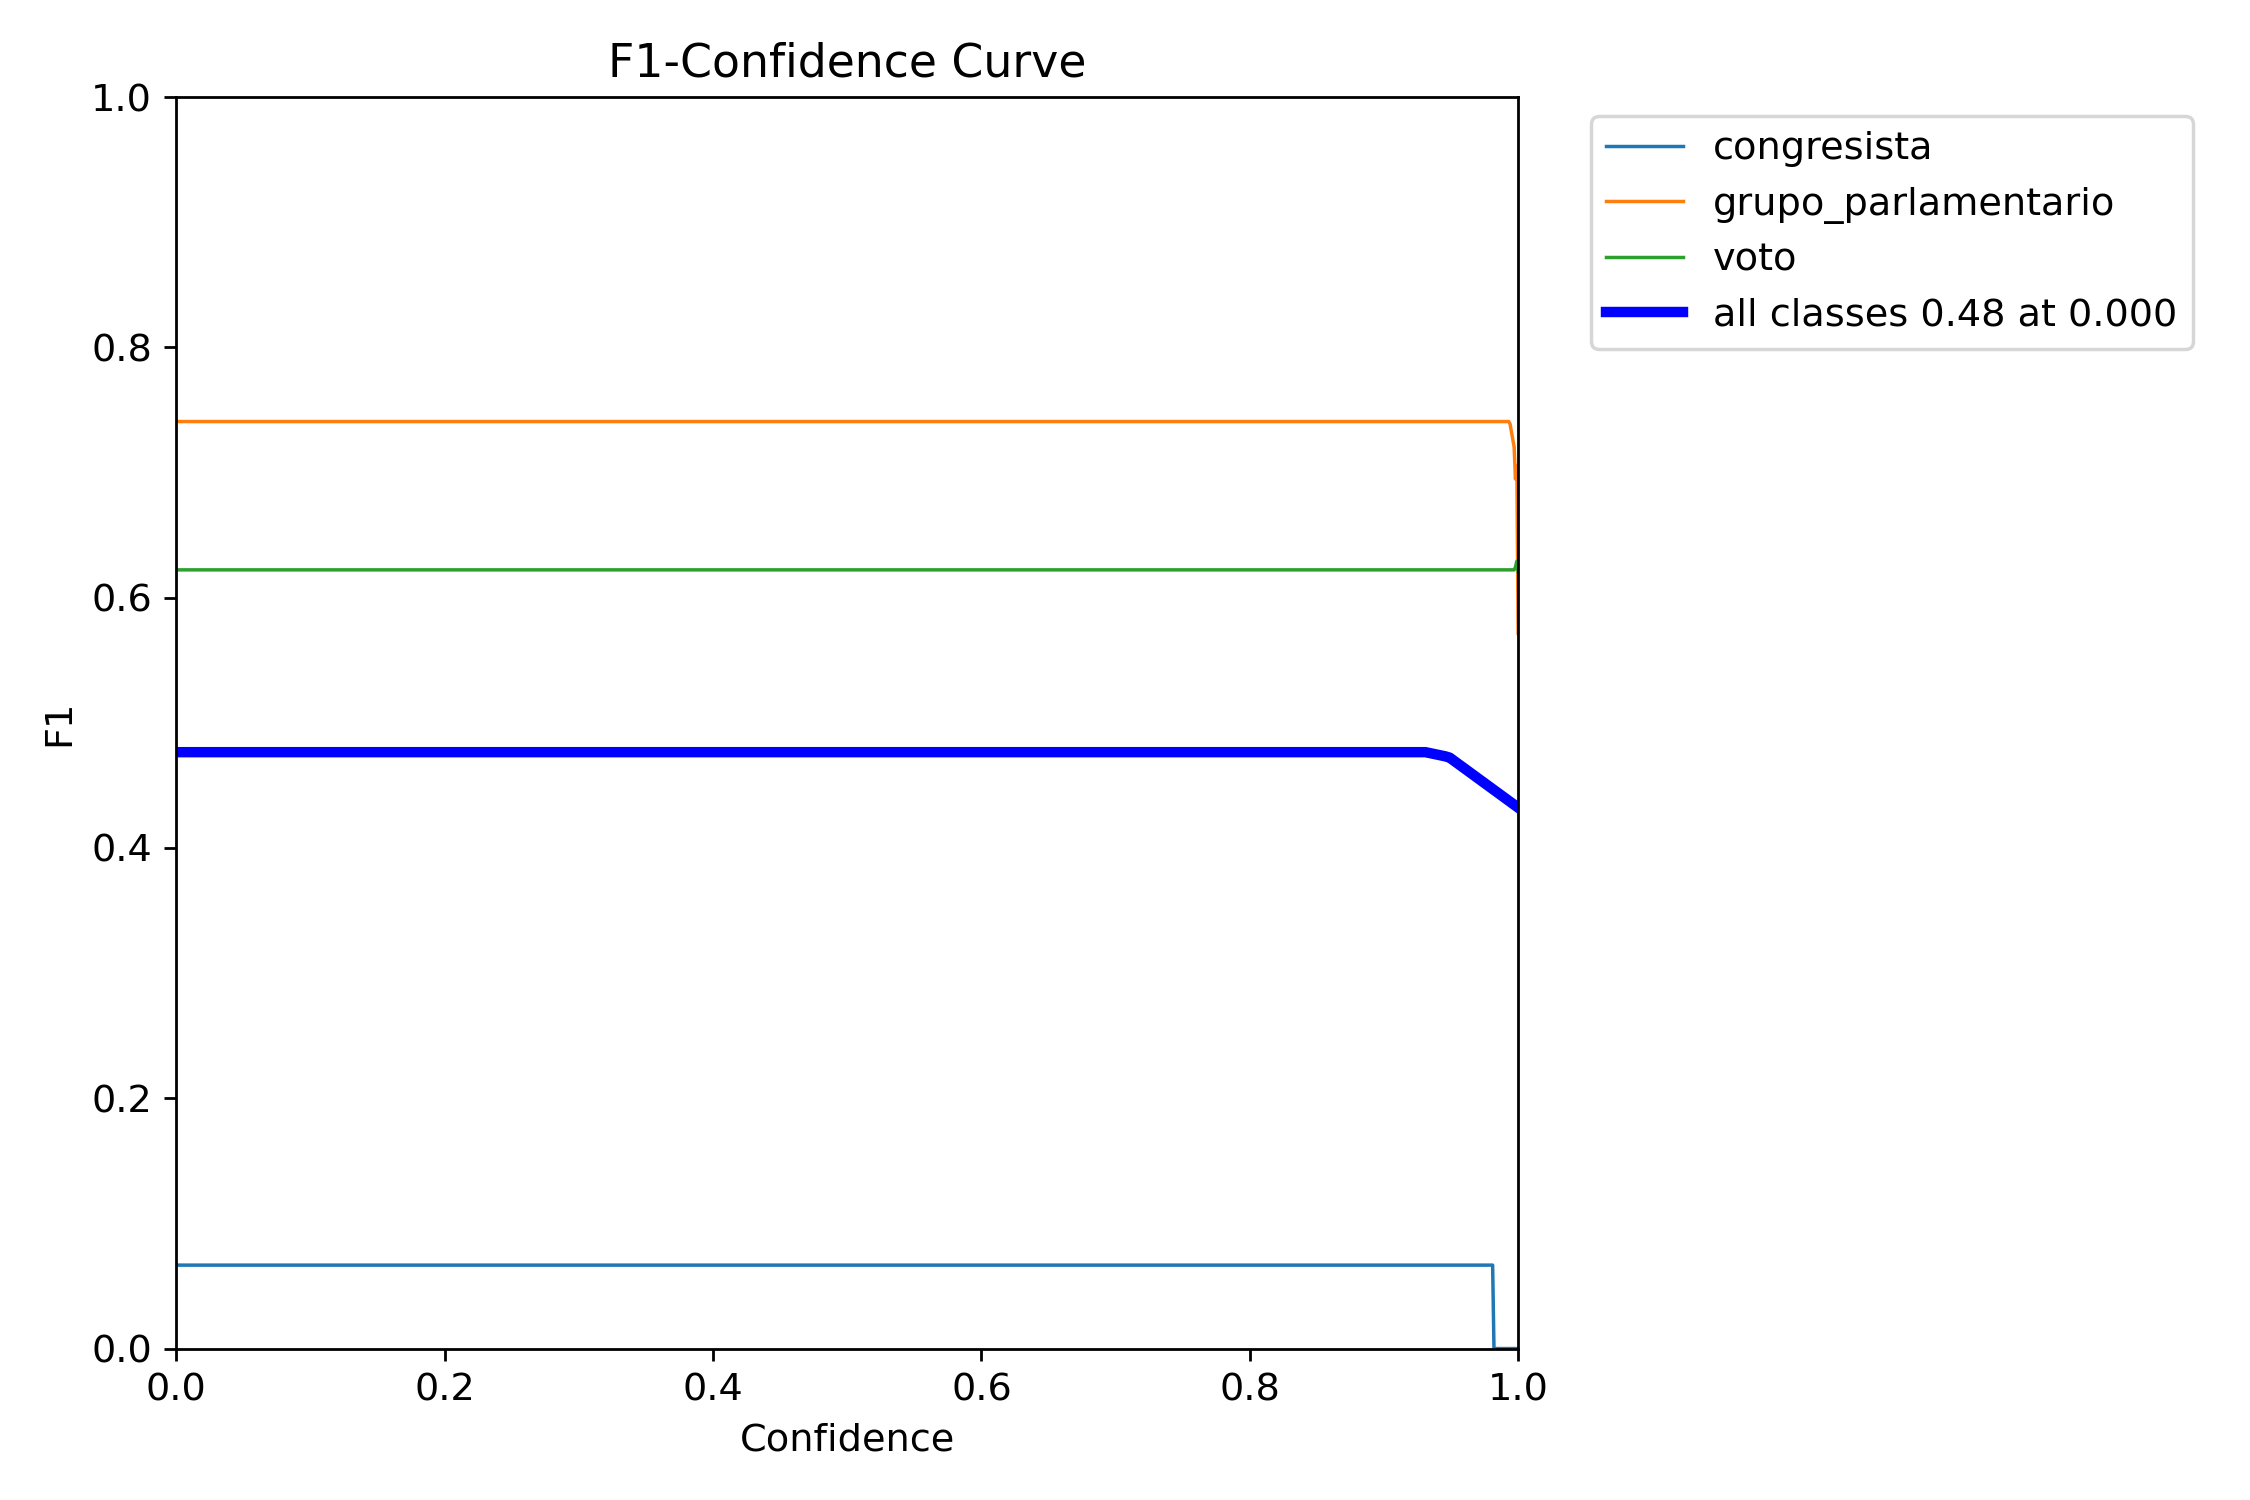 F1-Confidence Curve
1.0
0.8
0.6
0.4
0.2
0.0
F1
0.0 0.2 0.4 0.6 0.8 1.0
Confidence
congresista
grupo_parlamentario
voto
all classes 0.48 at 0.000